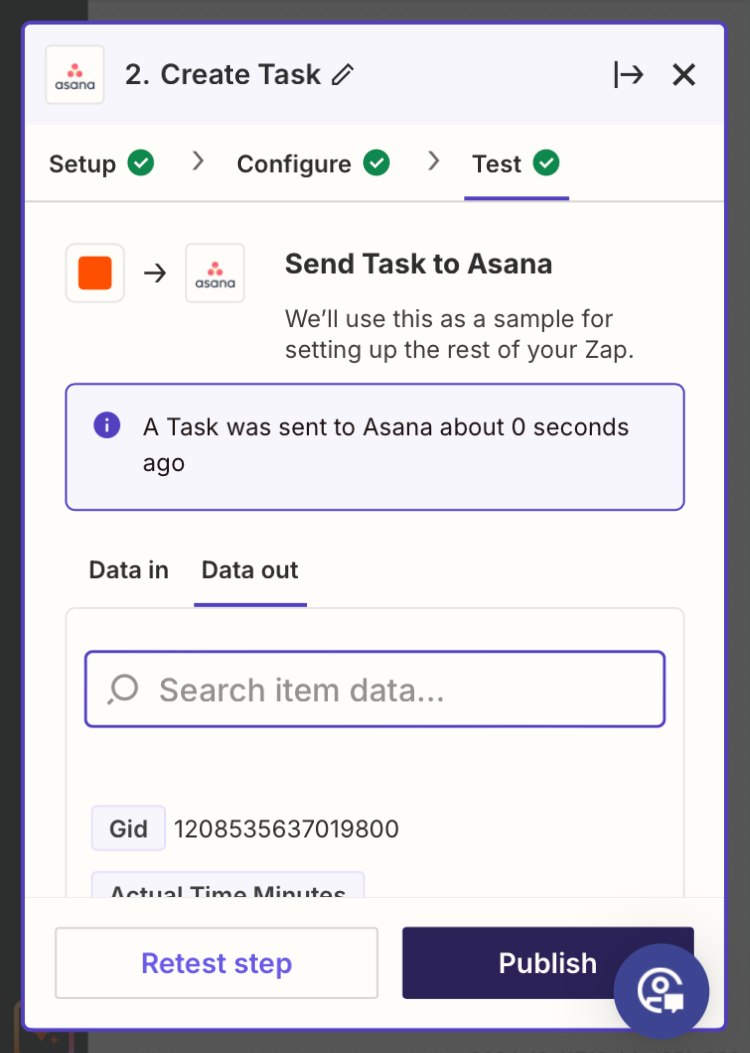 asana
2. Create Task
Setup
Configure
Test
asana
Send Task to Asana
We’ll use this as a sample for
setting up the rest of your Zap.
A Task was sent to Asana about 0 seconds
ago
Data in
Data out
Search item data...
Gid
1208535637019800
Actual Time Minutes
Retest step
Publish